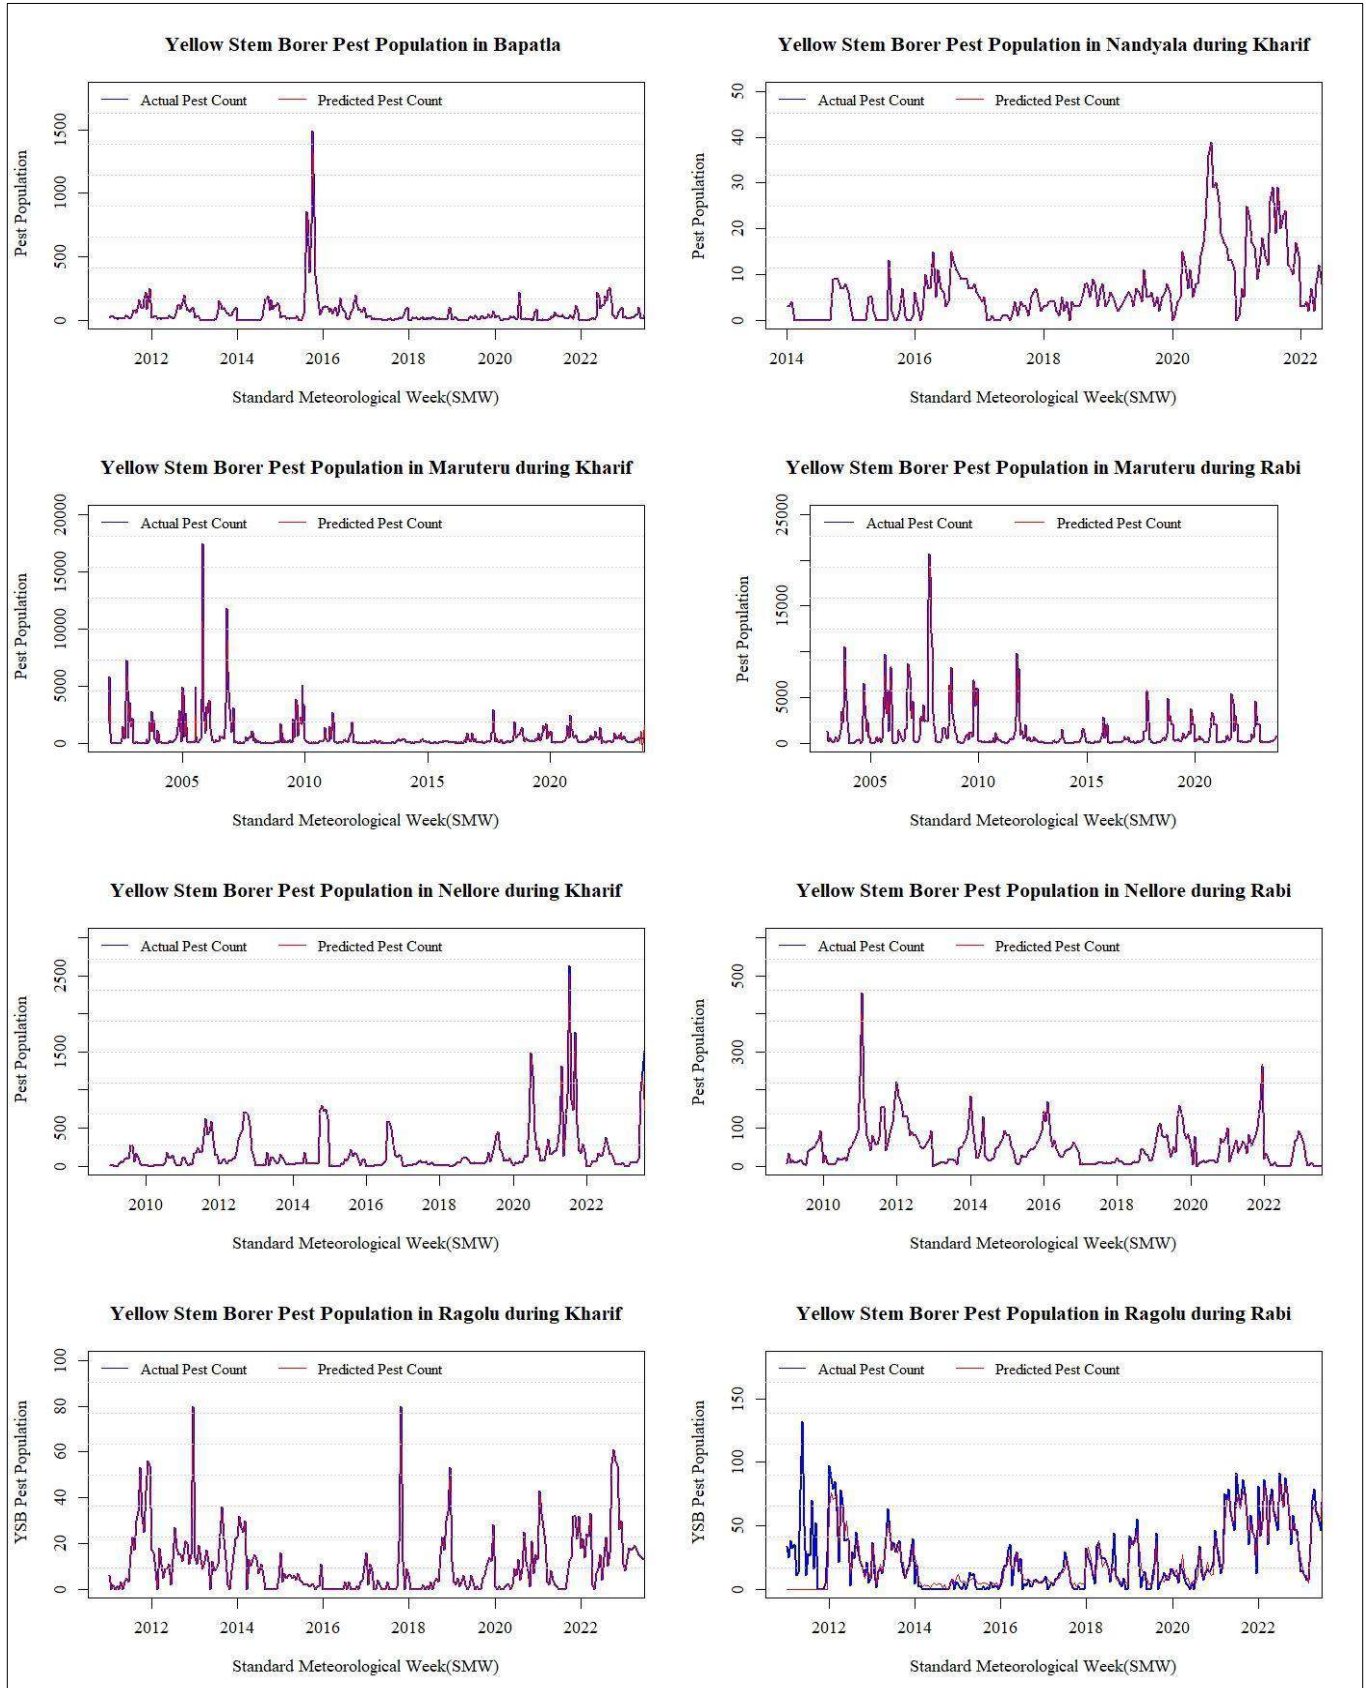 Yellow Stem Borer Pest Population in Bapatla
Actual Pest Count
Predicted Pest Count
Pest Population
1500
1000
500
0
2012 2014 2016 2018 2020 2022
Standard Meteorological Week(SMW)
Yellow Stem Borer Pest Population in Nandyala during Kharif
Actual Pest Count
Predicted Pest Count
Pest Population
50
40
30
20
10
0
2014 2016 2018 2020 2022
Standard Meteorological Week(SMW)
Yellow Stem Borer Pest Population in Maruteru during Kharif
Actual Pest Count
Predicted Pest Count
Pest Population
20000
15000
10000
5000
0
2005 2010 2015 2020
Standard Meteorological Week(SMW)
Yellow Stem Borer Pest Population in Maruteru during Rabi
Actual Pest Count
Predicted Pest Count
Pest Population
25000
15000
5000
0
2005 2010 2015 2020
Standard Meteorological Week(SMW)
Yellow Stem Borer Pest Population in Nellore during Kharif
Actual Pest Count
Predicted Pest Count
Pest Population
2500
1500
500
0
2010 2012 2014 2016 2018 2020 2022
Standard Meteorological Week(SMW)
Yellow Stem Borer Pest Population in Nellore during Rabi
Actual Pest Count
Predicted Pest Count
Pest Population
500
300
100
0
2010 2012 2014 2016 2018 2020 2022
Standard Meteorological Week(SMW)
Yellow Stem Borer Pest Population in Ragolu during Kharif
Actual Pest Count
Predicted Pest Count
YSB Pest Population
100
80
60
40
20
0
2012 2014 2016 2018 2020 2022
Standard Meteorological Week(SMW)
Yellow Stem Borer Pest Population in Ragolu during Rabi
Actual Pest Count
Predicted Pest Count
YSB Pest Population
150
100
50
0
2012 2014 2016 2018 2020 2022
Standard Meteorological Week(SMW)